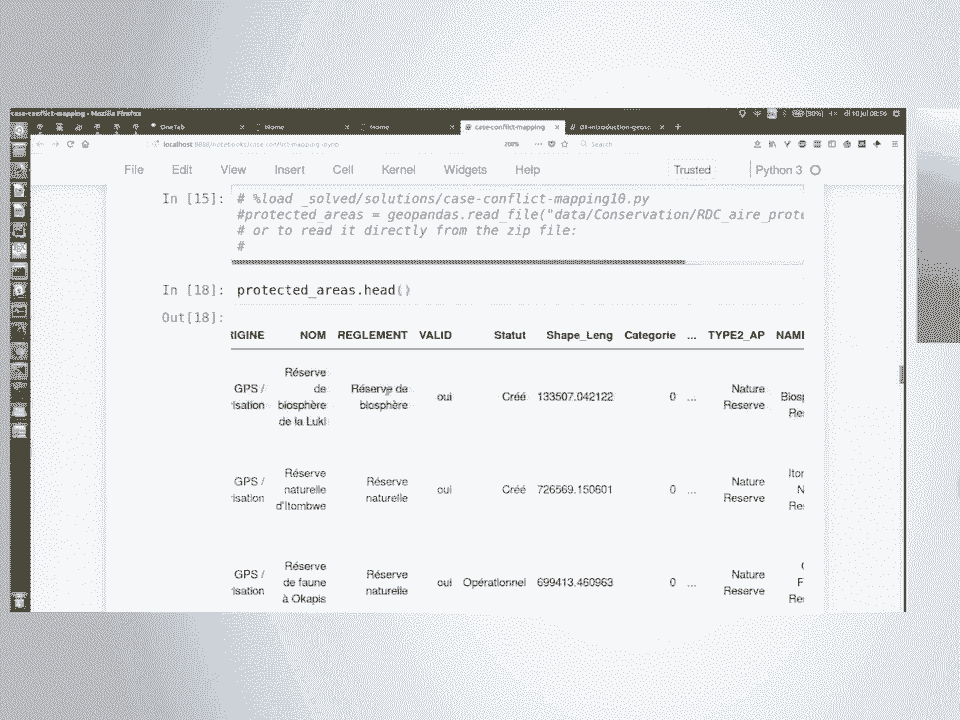 case-conflict-mapping - Mozilla Firefox
(30%) di 10 jul 08:56
OneTab Home Home case-conflict-mapping 01-introduction-geosp
localhost:8888/notebooks/case-conflict-mapping.ipynb 200% Search
File Edit View Insert Cell Kernel Widgets Help Trusted Python 3
In [15]: # %load _solved/solutions/case-conflict-mapping10.py
#protected_areas = geopandas.read_file("data/Conservation/RDC_aire_prote
# or to read it directly from the zip file:
#
In [18]: protected_areas.head()
Out[18]:
RIGINE NOM REGLEMENT VALID Statut Shape_Leng Categorie ... TYPE2_AP NAME
Réserve
GPS / de Réserve de Nature
biosphère oui Créé 133507.042122 0 ... Biosp
risation biosphère Reserve Res
de la Luki
GPS / Réserve Réserve Nature Itor
naturelle oui Créé 726569.150601 0 ... N
risation d'Itombwe naturelle Reserve Res
GPS / Réserve Réserve Nature
de faune oui Opérationnel 699413.460963 0 ... F
risation à Okapis naturelle Reserve Res